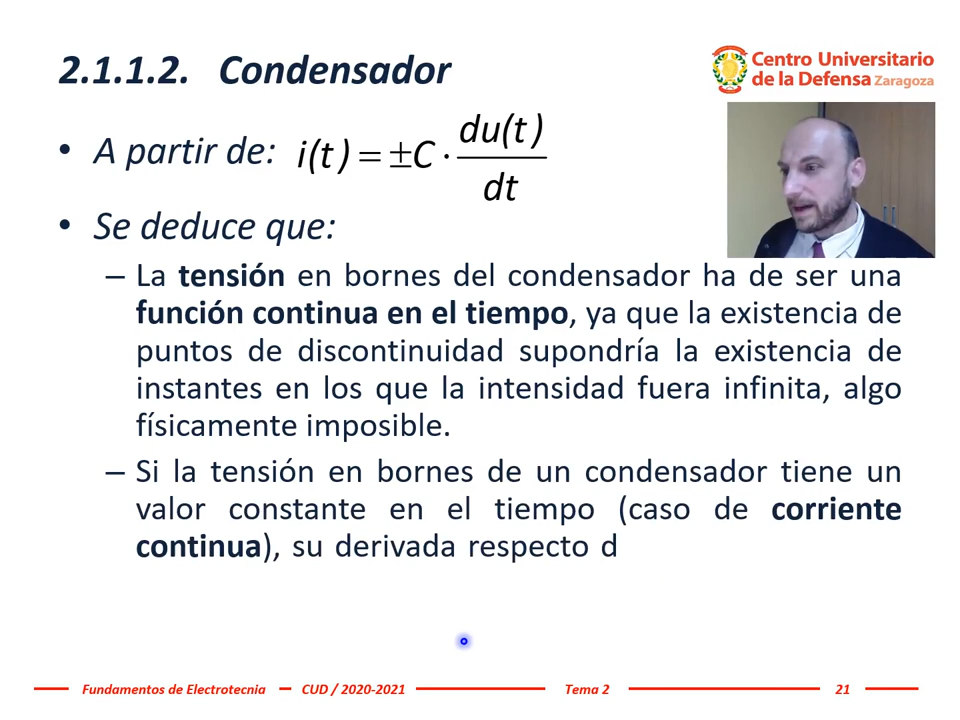 2.1.1.2. Condensador
Centro Universitario
de la Defensa Zaragoza
• A partir de: i(t) = ±C · du(t)/dt
• Se deduce que:
– La tensión en bornes del condensador ha de ser una
función continua en el tiempo, ya que la existencia de
puntos de discontinuidad supondría la existencia de
instantes en los que la intensidad fuera infinita, algo
físicamente imposible.
– Si la tensión en bornes de un condensador tiene un
valor constante en el tiempo (caso de corriente
continua), su derivada respecto d
Fundamentos de Electrotecnia – CUD / 2020-2021 Tema 2 21